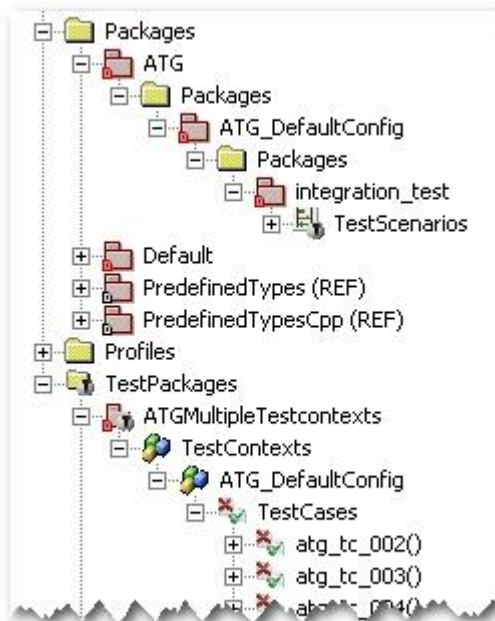 Packages
ATG
Packages
ATG_DefaultConfig
Packages
integration_test
TestScenarios
Default
PredefinedTypes (REF)
PredefinedTypesCpp (REF)
Profiles
TestPackages
ATGMultipleTestcontexts
TestContexts
ATG_DefaultConfig
TestCases
atg_tc_002()
atg_tc_003()
atg_tc_004()